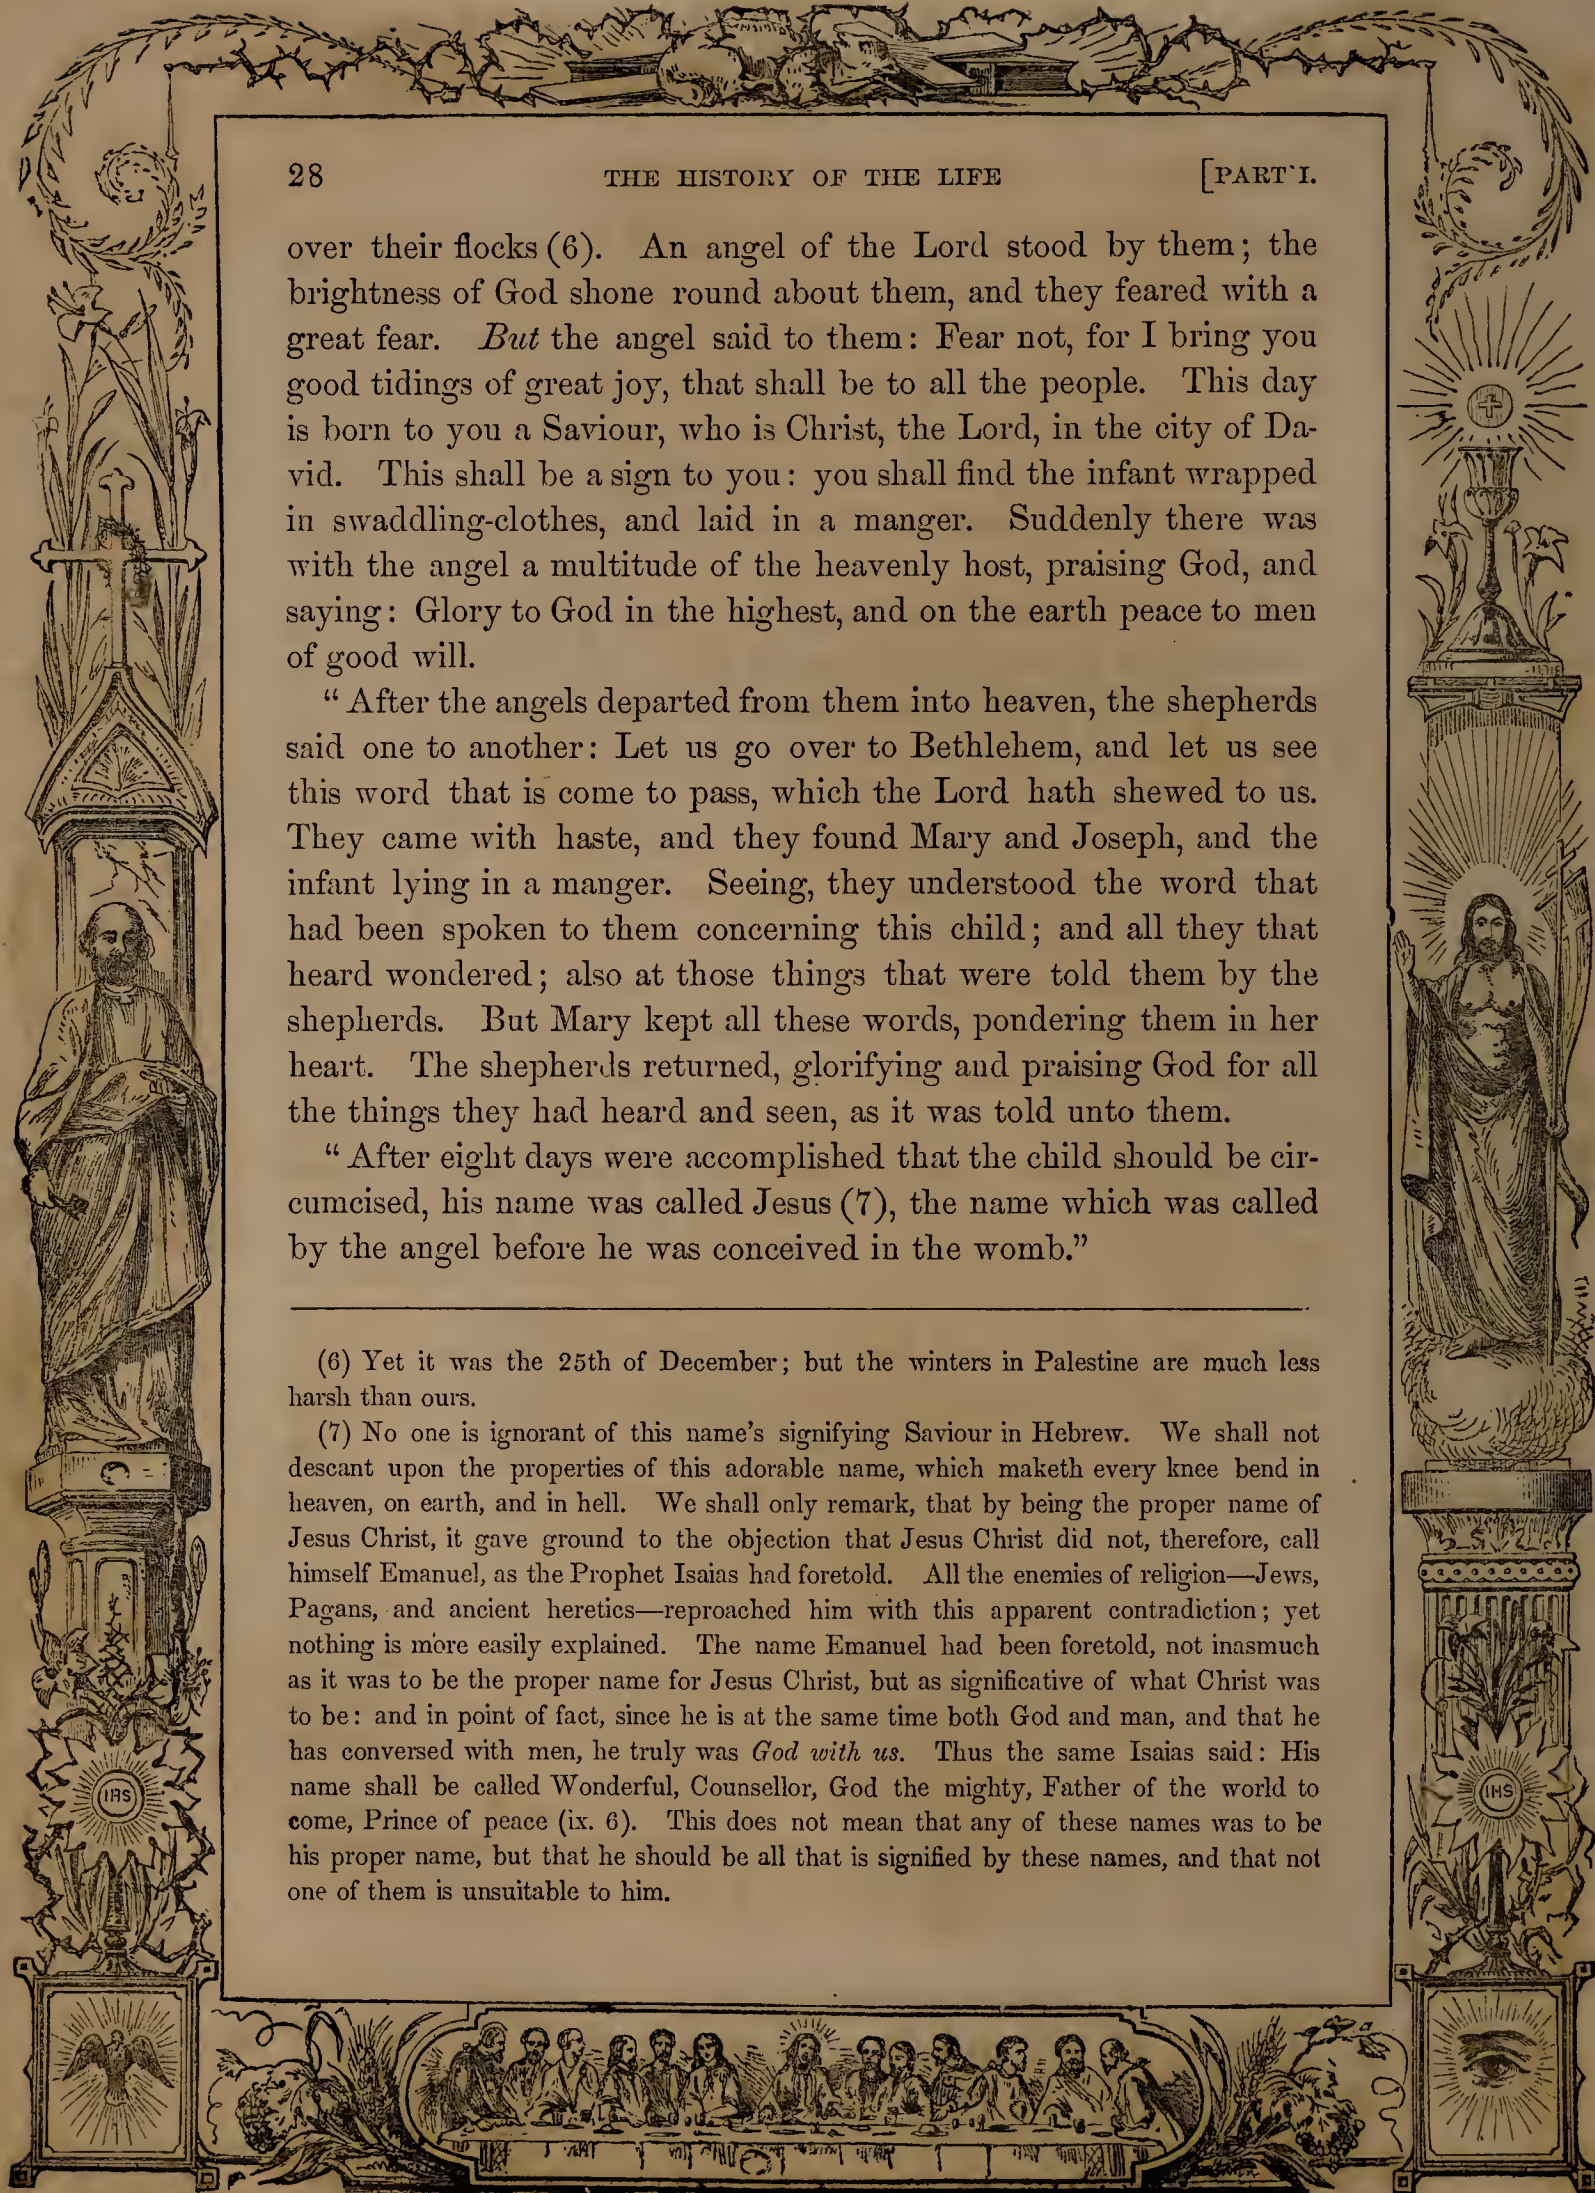 28 THE HISTORY OF THE LIFE [PART I.
over their flocks (6). An angel of the Lord stood by them; the
brightness of God shone round about them, and they feared with a
great fear. But the angel said to them: Fear not, for I bring you
good tidings of great joy, that shall be to all the people. This day
is born to you a Saviour, who is Christ, the Lord, in the city of Da-
vid. This shall be a sign to you: you shall find the infant wrapped
in swaddling-clothes, and laid in a manger. Suddenly there was
with the angel a multitude of the heavenly host, praising God, and
saying: Glory to God in the highest, and on the earth peace to men
of good will.
“After the angels departed from them into heaven, the shepherds
said one to another: Let us go over to Bethlehem, and let us see
this word that is come to pass, which the Lord hath shewed to us.
They came with haste, and they found Mary and Joseph, and the
infant lying in a manger. Seeing, they understood the word that
had been spoken to them concerning this child; and all they that
heard wondered; also at those things that were told them by the
shepherds. But Mary kept all these words, pondering them in her
heart. The shepherds returned, glorifying and praising God for all
the things they had heard and seen, as it was told unto them.
“After eight days were accomplished that the child should be cir-
cumcised, his name was called Jesus (7), the name which was called
by the angel before he was conceived in the womb.”
(6) Yet it was the 25th of December; but the winters in Palestine are much less
harsh than ours.
(7) No one is ignorant of this name's signifying Saviour in Hebrew. We shall not
descant upon the properties of this adorable name, which maketh every knee bend in
heaven, on earth, and in hell. We shall only remark, that by being the proper name of
Jesus Christ, it gave ground to the objection that Jesus Christ did not, therefore, call
himself Emanuel, as the Prophet Isaias had foretold. All the enemies of religion—Jews,
Pagans, and ancient heretics—reproached him with this apparent contradiction; yet
nothing is more easily explained. The name Emanuel had been foretold, not inasmuch
as it was to be the proper name for Jesus Christ, but as significative of what Christ was
to be: and in point of fact, since he is at the same time both God and man, and that he
has conversed with men, he truly was God with us. Thus the same Isaias said: His
name shall be called Wonderful, Counsellor, God the mighty, Father of the world to
come, Prince of peace (ix. 6). This does not mean that any of these names was to be
his proper name, but that he should be all that is signified by these names, and that not
one of them is unsuitable to him.
IHS
IHS